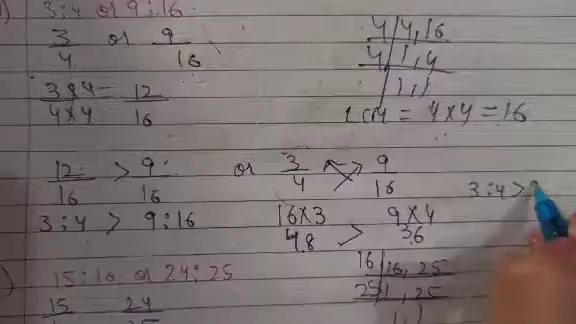 3:4 or 9:16
3/4 or 9/16
4 | 4, 16
4 | 1, 4
1, 1
3×4/4×4 = 12/16
LCM = 4×4 = 16
12/16 > 9/16 or 3/4 9/16
3:4 >
3:4 > 9:16
16×3 9×4
48 > 36
15:16 or 24:25
16 | 16, 25
25 | 1, 25
1, 1
15 24